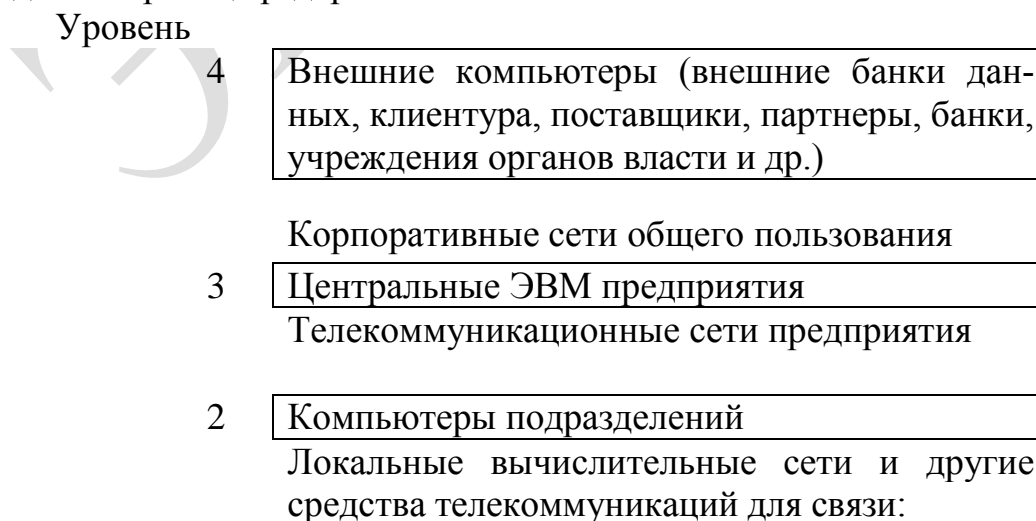 Уровень
4 Внешние компьютеры (внешние банки дан-
ных, клиентура, поставщики, партнеры, банки,
учреждения органов власти и др.)
Корпоративные сети общего пользования
3 Центральные ЭВМ предприятия
Телекоммуникационные сети предприятия
2 Компьютеры подразделений
Локальные вычислительные сети и другие
средства телекоммуникаций для связи: